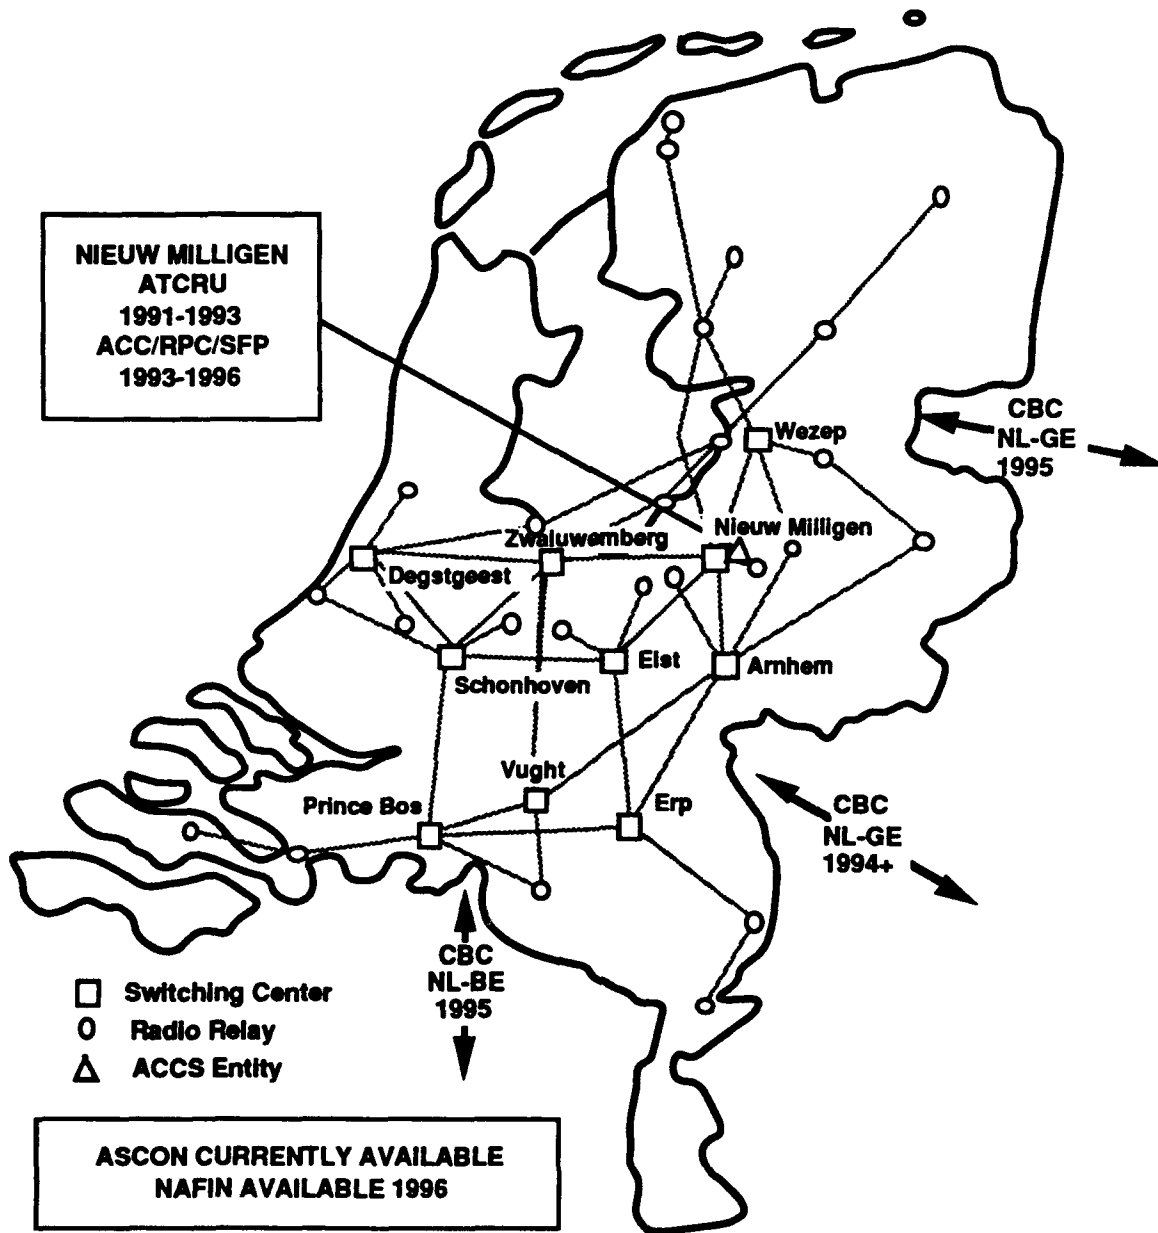 NIEUW MILLIGEN
ATCRU
1991-1993
ACC/RPC/SFP
1993-1996
CBC
NL-GE
1995
Wezep
Nieuw Milligen
Zwaluwemberg
Degstgeest
Elst
Arnhem
Schonhoven
Vught
Prince Bos
Erp
CBC
NL-GE
1994+
CBC
NL-BE
1995
Switching Center
Radio Relay
ACCS Entity
ASCON CURRENTLY AVAILABLE
NAFIN AVAILABLE 1996